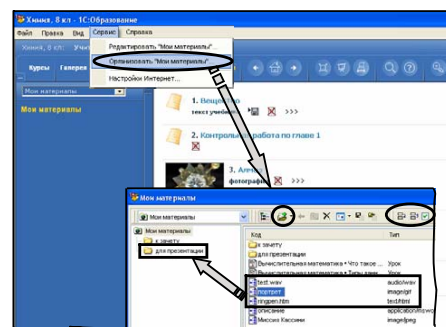 Химия, 8 кл - 1С:Образование
Файл Правка Вид Сервис Справка
Редактировать "Мои материалы"...
Организовать "Мои материалы"
Настройки Интернет...
Химия, 8 кл:
Курсы Галерея
Мои материалы
Мои материалы
1. Вещество
текст учебн >>>
2. Контрольная работа по главе 1
3.
фотография >>>
Мои материалы
Мои материалы
Мои материалы
к зачету
для презентации
Код Тип
к зачету
для презентации
Вычислительная математика • Что такое ... Урок
Вычислительная математика • Типы Урок
test.wav audio/wav
портрет image/gif
ringpen.htm text/html
описание application/mswo
Миссия Кассини image/jpeg